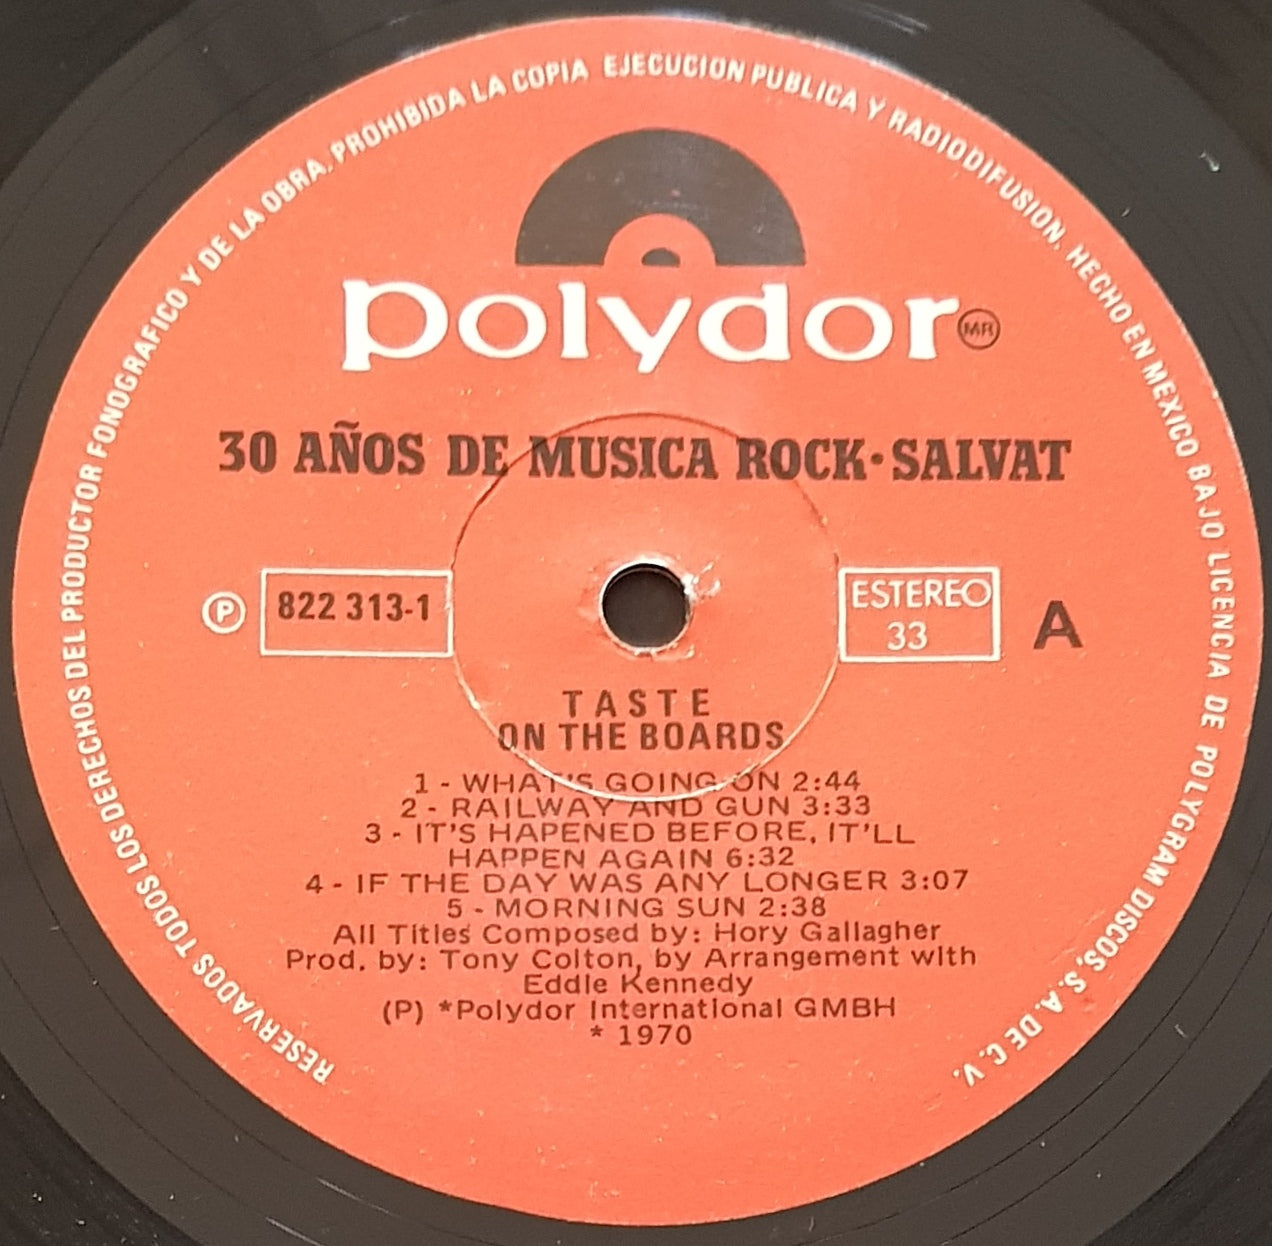 RESERVADOS TODOS LOS DERECHOS DEL PRODUCTOR FONOGRAFICO Y DE LA OBRA. PROHIBIDA LA COPIA EJECUCION PUBLICA Y RADIODIFUSION. HECHO EN MEXICO BAJO LICENCIA DE POLYGRAM DISCOS, S.A. DE C.V.
polydor MR
30 AÑOS DE MUSICA ROCK·SALVAT
P 822 313-1
ESTEREO
33
A
TASTE
ON THE BOARDS
1 - WHAT'S GOING ON 2:44
2 - RAILWAY AND GUN 3:33
3 - IT'S HAPENED BEFORE, IT'LL
HAPPEN AGAIN 6:32
4 - IF THE DAY WAS ANY LONGER 3:07
5 - MORNING SUN 2:38
All Titles Composed by: Hory Gallagher
Prod. by: Tony Colton, by Arrangement with
Eddie Kennedy
(P) *Polydor International GMBH
* 1970